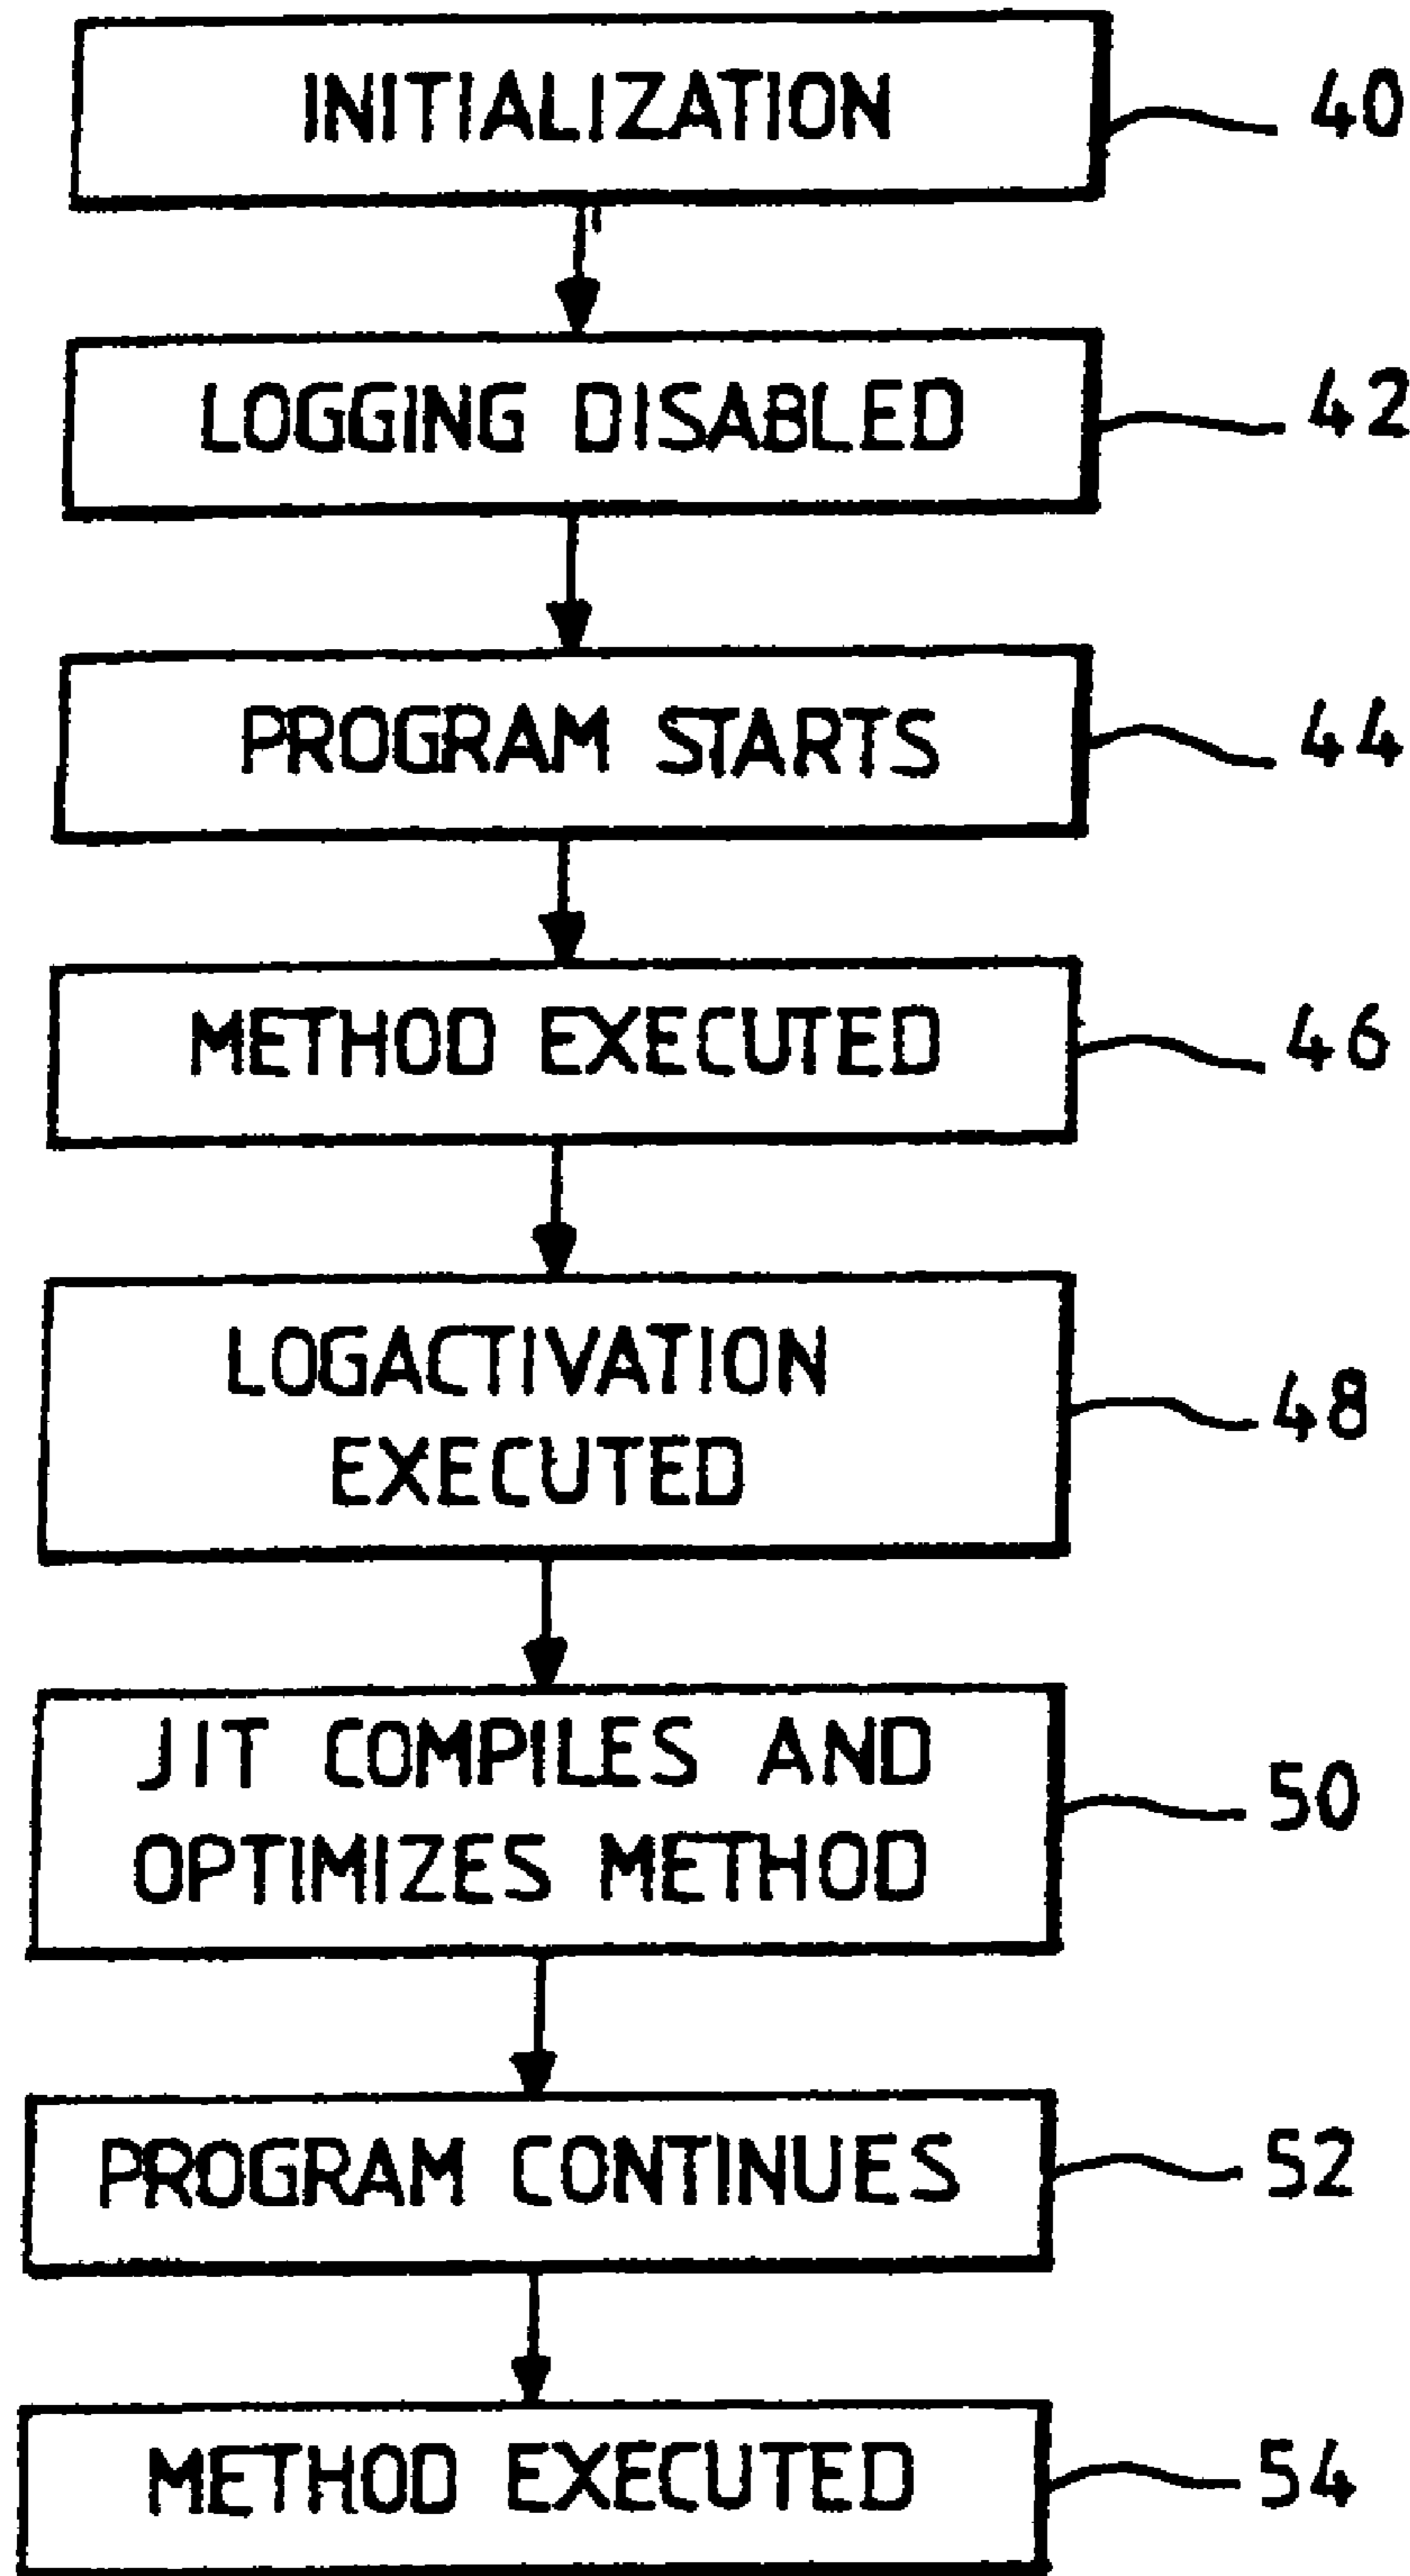 INITIALIZATION
40
LOGGING DISABLED
42
PROGRAM STARTS
44
METHOD EXECUTED
46
LOGACTIVATION
EXECUTED
48
JIT COMPILES AND
OPTIMIZES METHOD
50
PROGRAM CONTINUES
52
METHOD EXECUTED
54